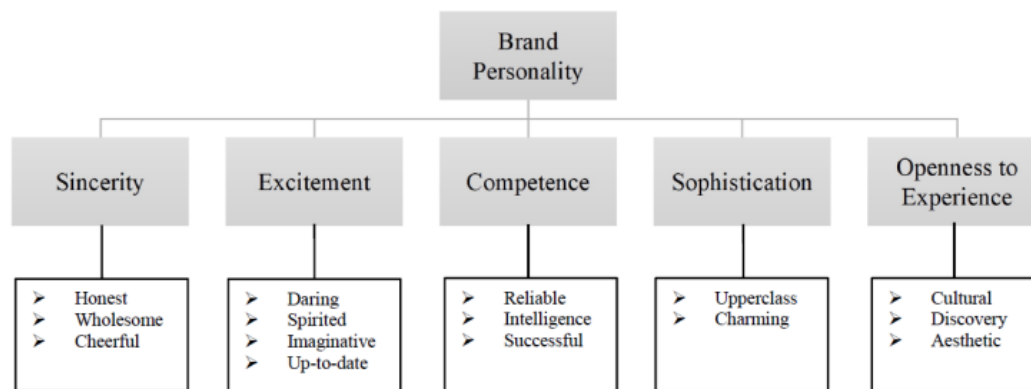 Brand
Personality
Sincerity
Excitement
Competence
Sophistication
Openness to
Experience
➢ Honest
➢ Wholesome
➢ Cheerful
➢ Daring
➢ Spirited
➢ Imaginative
➢ Up-to-date
➢ Reliable
➢ Intelligence
➢ Successful
➢ Upperclass
➢ Charming
➢ Cultural
➢ Discovery
➢ Aesthetic